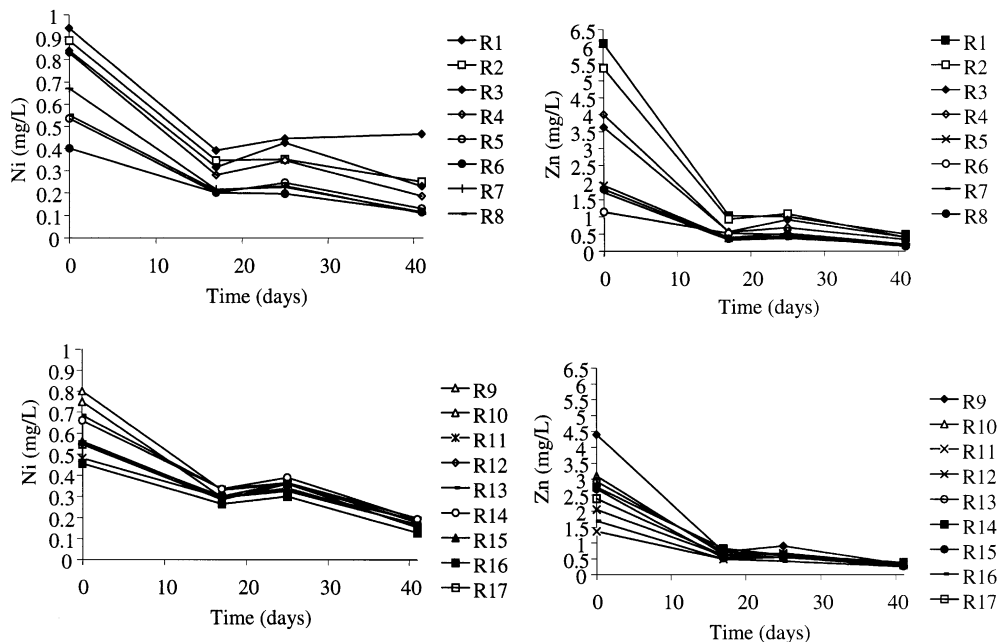 Ni (mg/L)
1
0.9
0.8
0.7
0.6
0.5
0.4
0.3
0.2
0.1
0
0 10 20 30 40
Time (days)
R1
R2
R3
R4
R5
R6
R7
R8
Zn (mg/L)
6.5
6
5.5
5
4.5
4
3.5
3
2.5
2
1.5
1
0.5
0
0 10 20 30 40
Time (days)
R1
R2
R3
R4
R5
R6
R7
R8
Ni (mg/L)
1
0.9
0.8
0.7
0.6
0.5
0.4
0.3
0.2
0.1
0
0 10 20 30 40
Time (days)
R9
R10
R11
R12
R13
R14
R15
R16
R17
Zn (mg/L)
6.5
6
5.5
5
4.5
4
3.5
3
2.5
2
1.5
1
0.5
0
0 10 20 30 40
Time (days)
R9
R10
R11
R12
R13
R14
R15
R16
R17